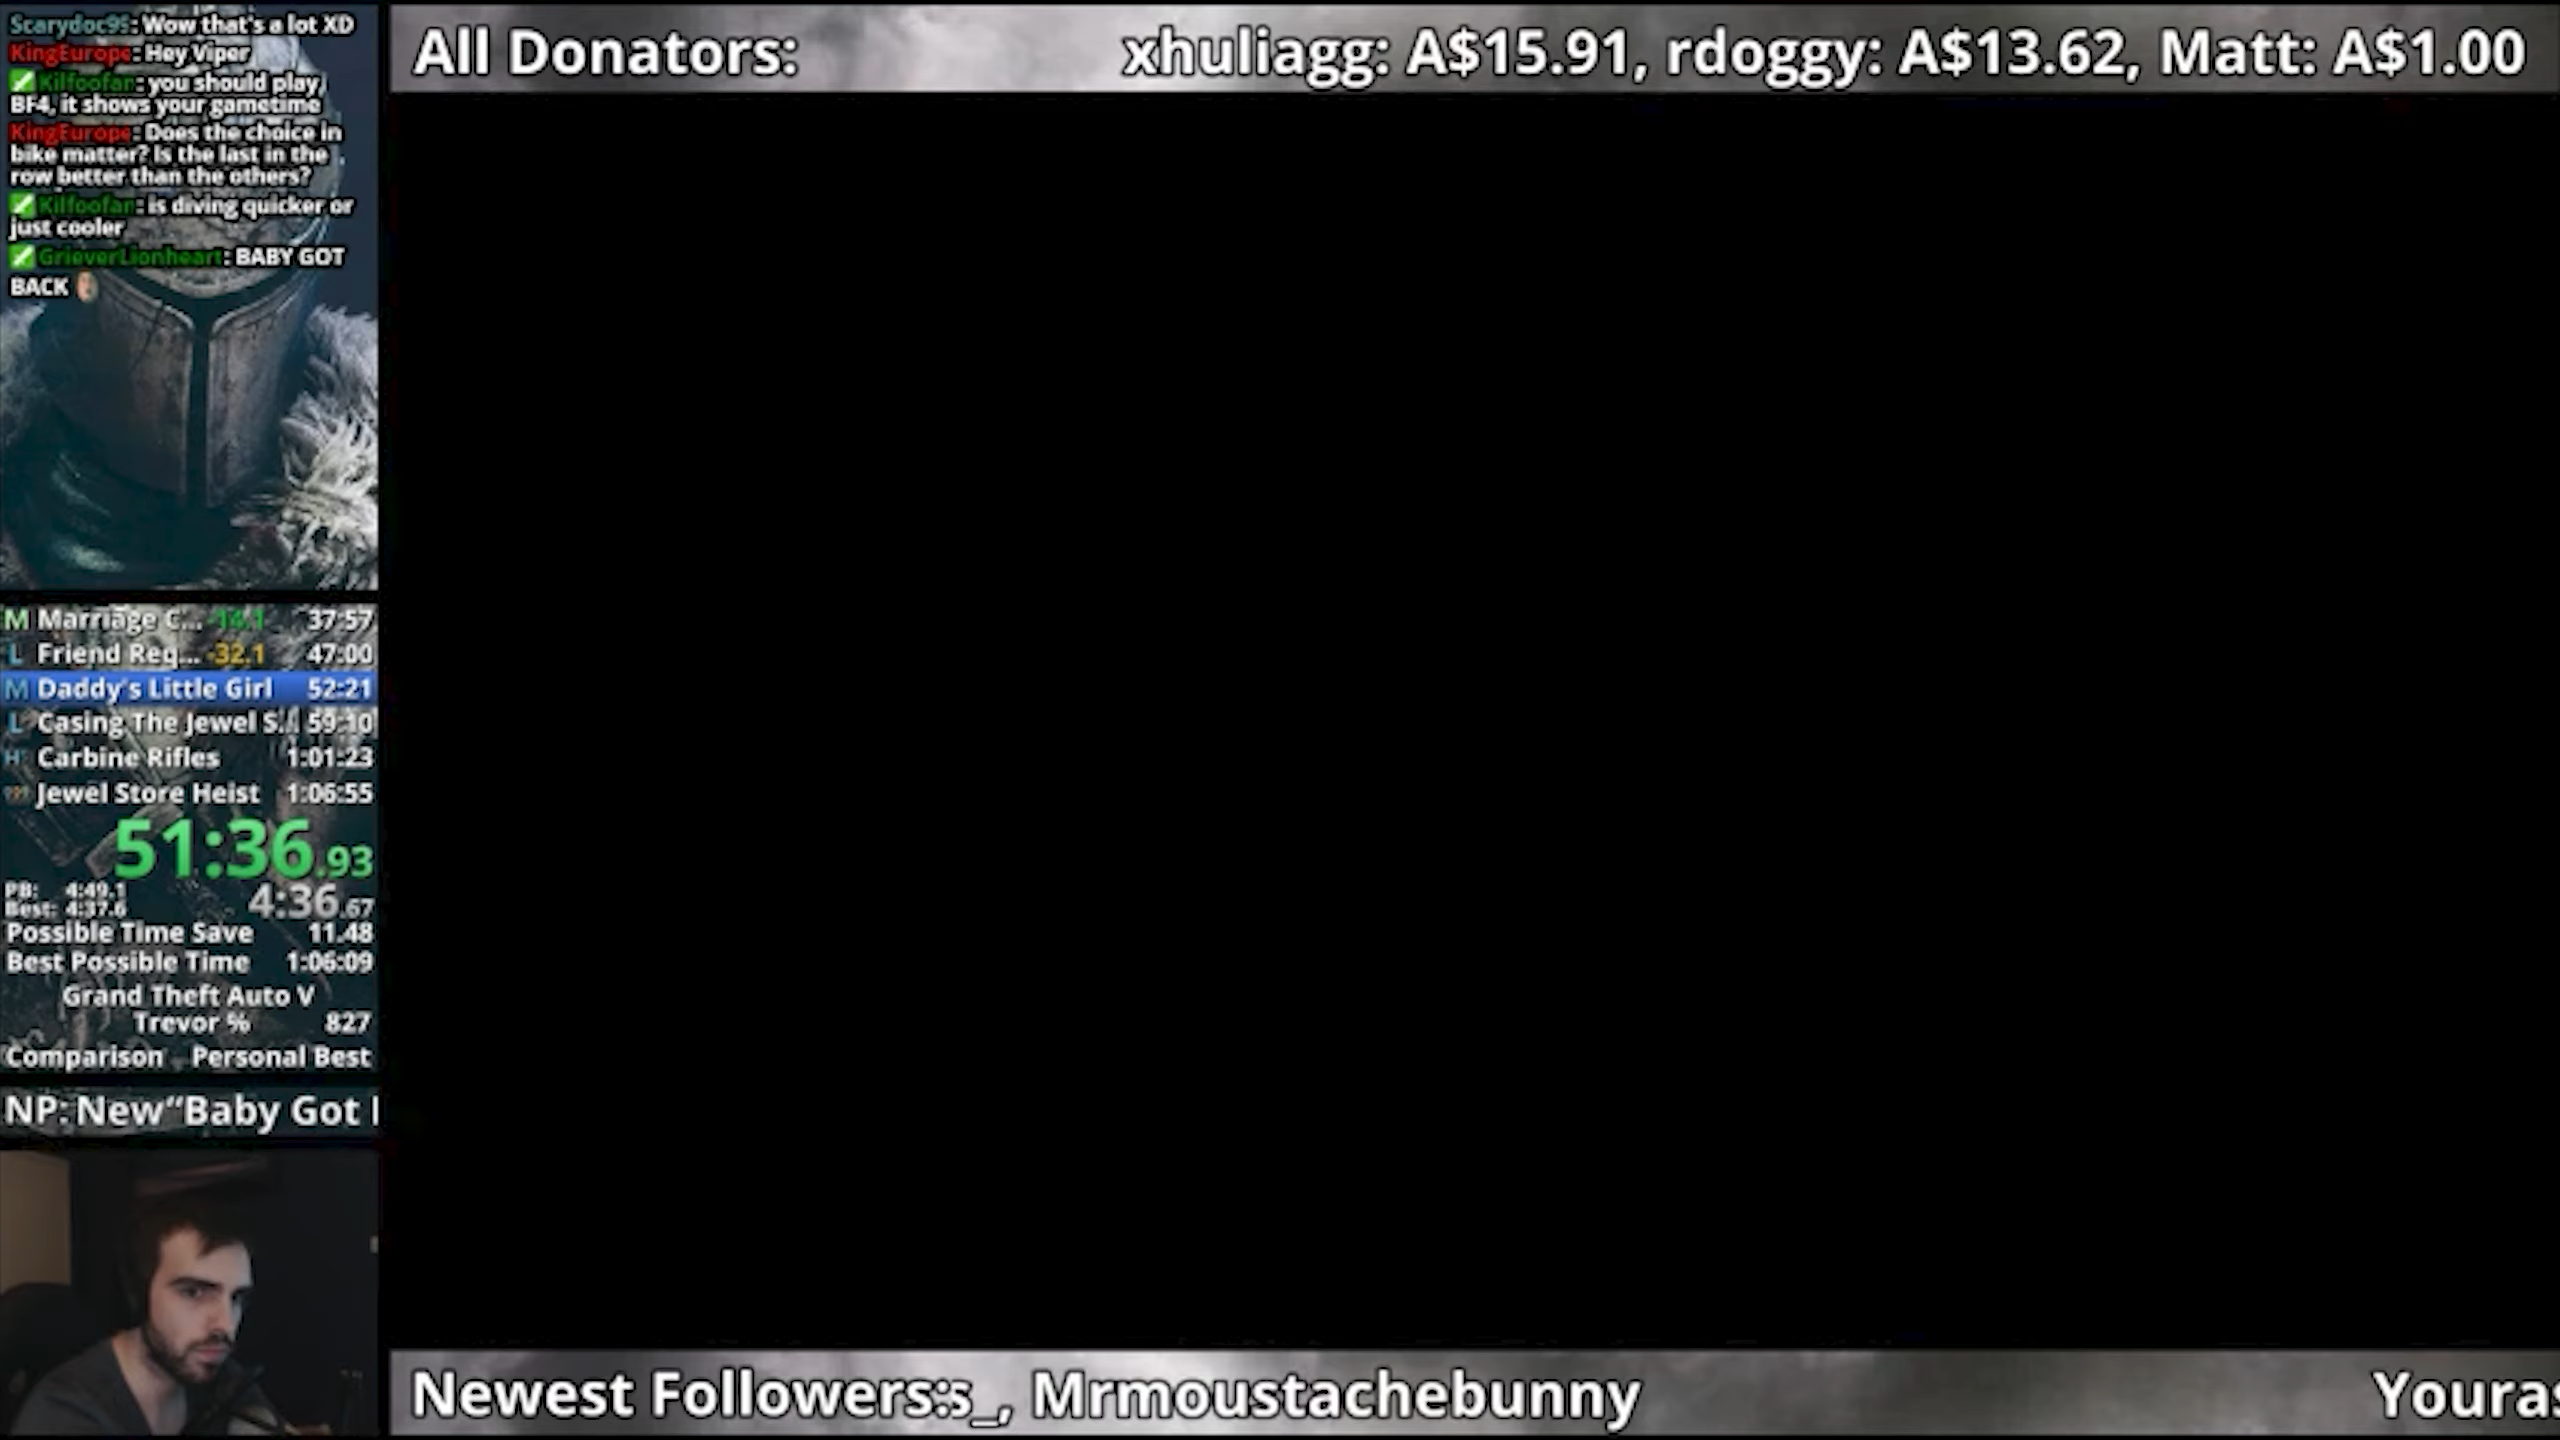 Scarydoc95: Wow that's a lot XD
KingEurope: Hey Viper
Kilfoofan: you should play
BF4, it shows your gametime
KingEurope: Does the choice in
bike matter? Is the last in the
row better than the others?
Kilfoofan: is diving quicker or
just cooler
GrieverLionheart: BABY GOT
BACK
All Donators: xhuliagg: A$15.91, rdoggy: A$13.62, Matt: A$1.00
M Marriage C... -14.1 37:57
L Friend Req... -32.1 47:00
M Daddy's Little Girl 52:21
L Casing The Jewel S... 59:10
H Carbine Rifles 1:01:23
Jewel Store Heist 1:06:55
51:36.93
PB: 4:49.1
Best: 4:37.6 4:36.67
Possible Time Save 11.48
Best Possible Time 1:06:09
Grand Theft Auto V
Trevor % 827
Comparison Personal Best
NP: New“Baby Got
Newest Followers:s_, Mrmoustachebunny Youras